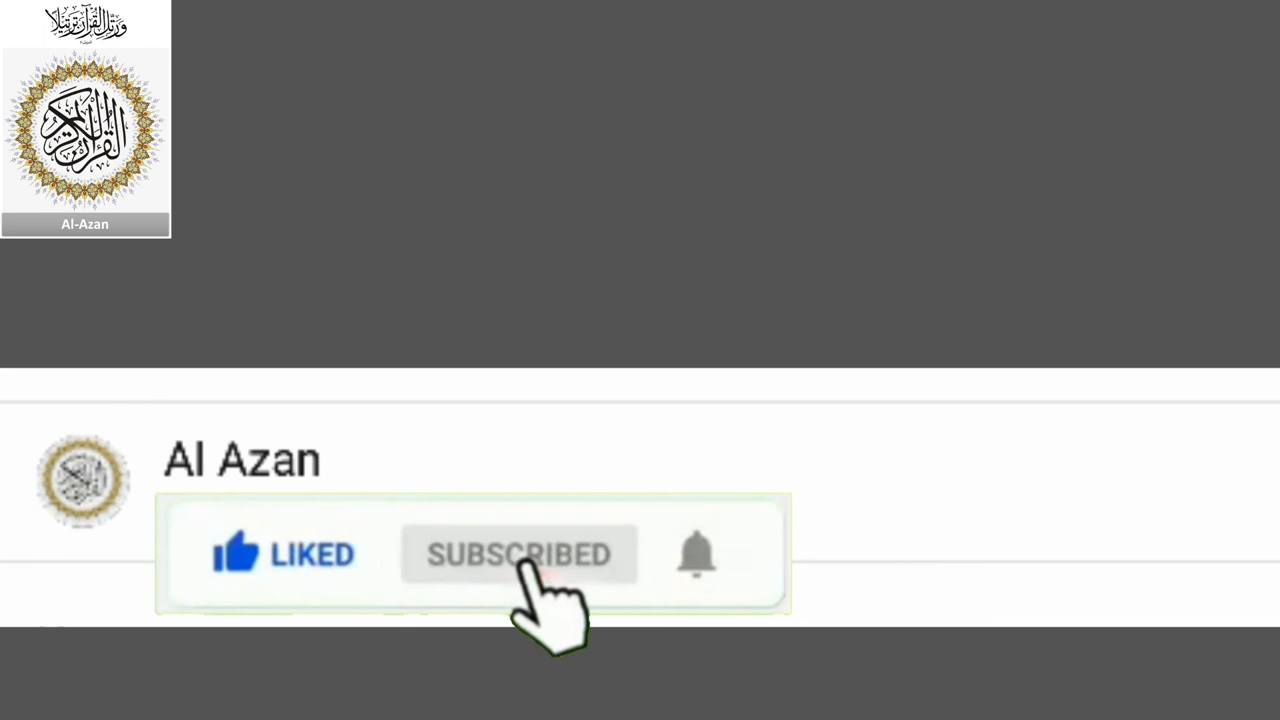 ورتل القرآن ترتيلا
القرآن الكريم
Al-Azan
Al Azan
LIKED
SUBSCRIBED